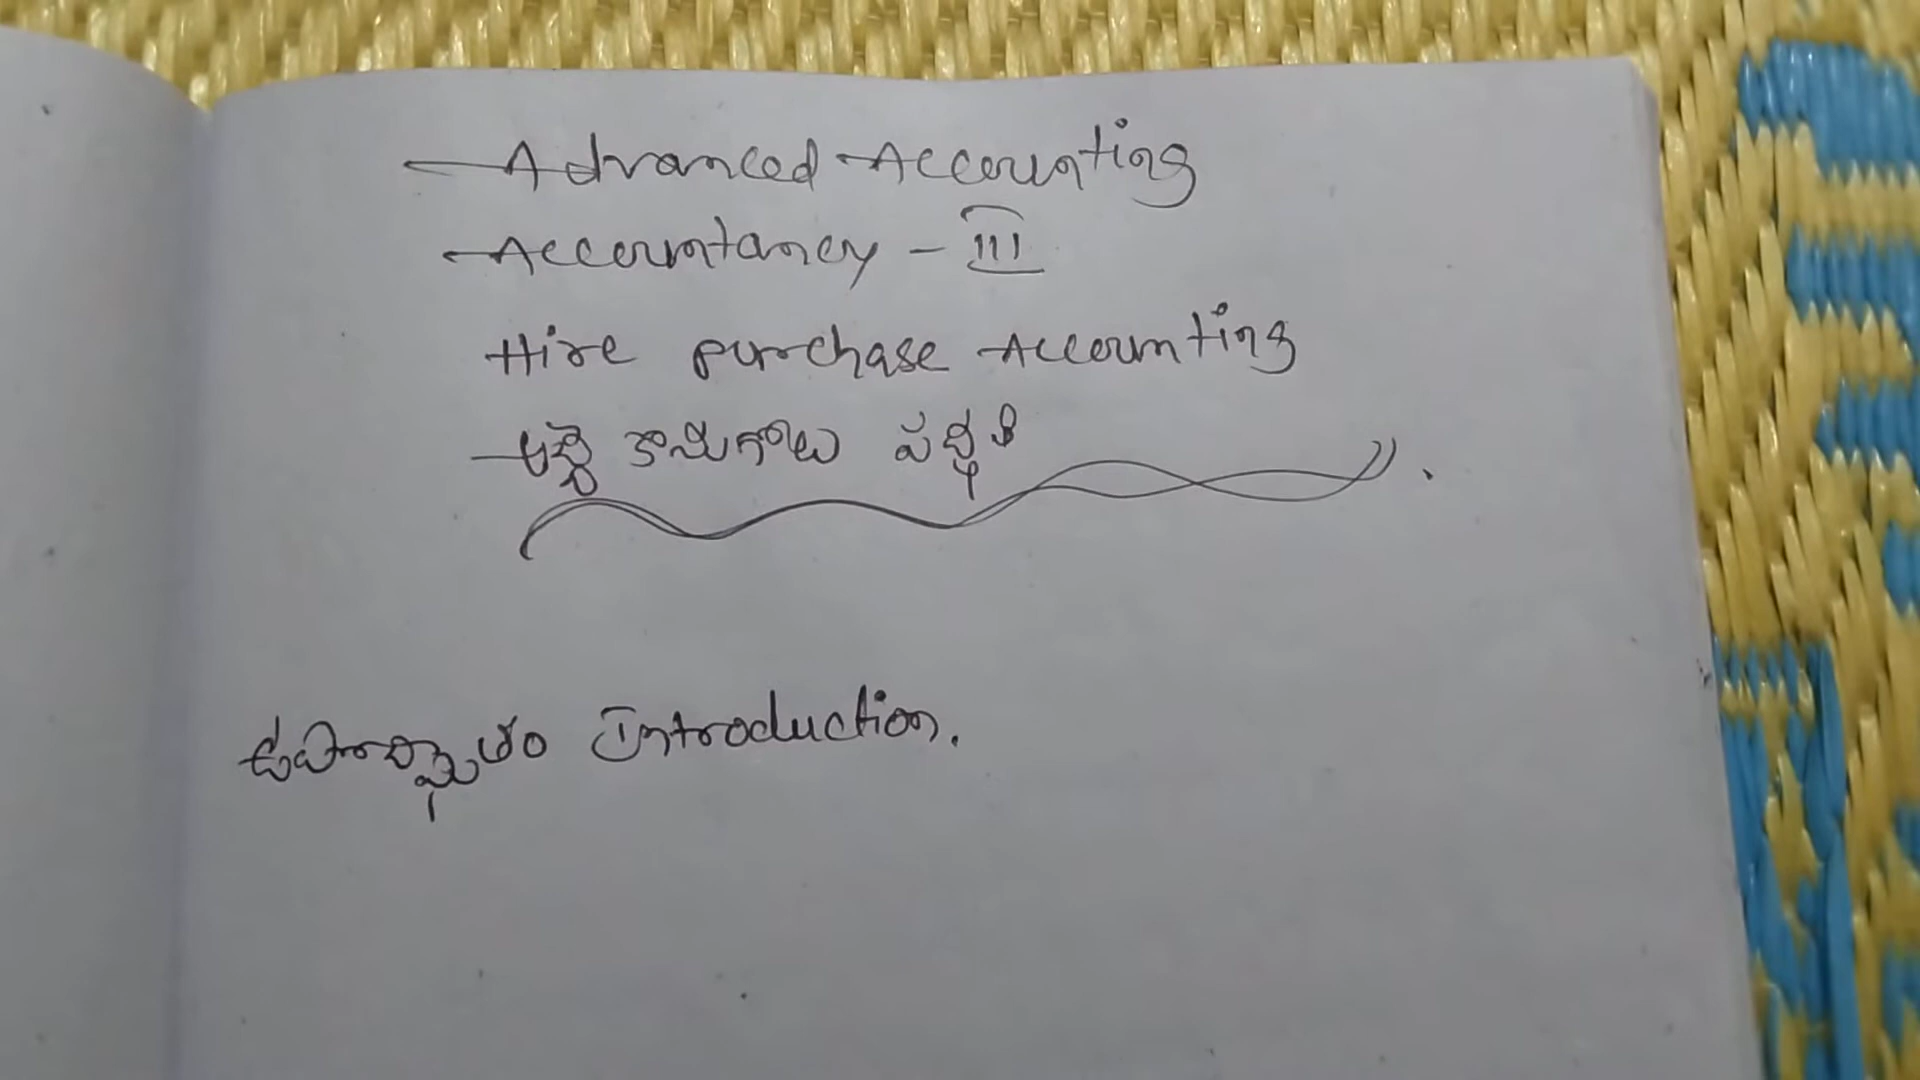 Advanced Accounting
Accountancy - III
Hire purchase Accounting
అద్దె కొనుగోలు పద్ధతి
ఉపోద్ఘాతం Introduction.